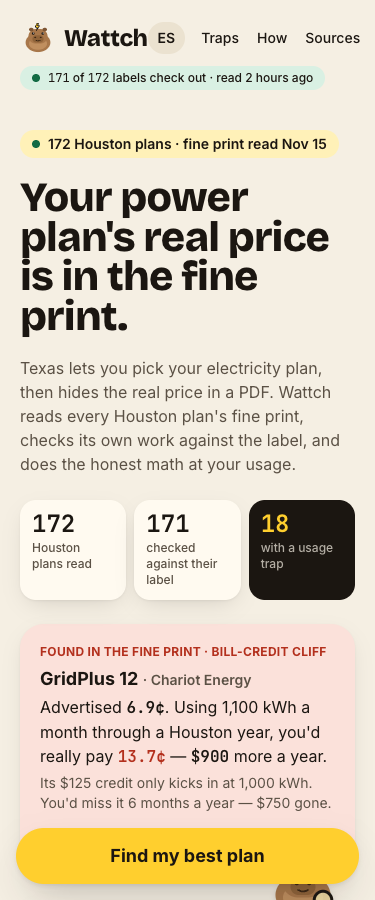 Wattch ES Traps How Sources
171 of 172 labels check out · read 2 hours ago
172 Houston plans · fine print read Nov 15
Your power
plan's real price
is in the fine
print.
Texas lets you pick your electricity plan,
then hides the real price in a PDF. Wattch
reads every Houston plan's fine print,
checks its own work against the label, and
does the honest math at your usage.
172
Houston
plans read
171
checked
against their
label
18
with a usage
trap
FOUND IN THE FINE PRINT · BILL-CREDIT CLIFF
GridPlus 12 · Chariot Energy
Advertised 6.9¢. Using 1,100 kWh a
month through a Houston year, you'd
really pay 13.7¢ — $900 more a year.
Its $125 credit only kicks in at 1,000 kWh.
You'd miss it 6 months a year — $750 gone.
Find my best plan